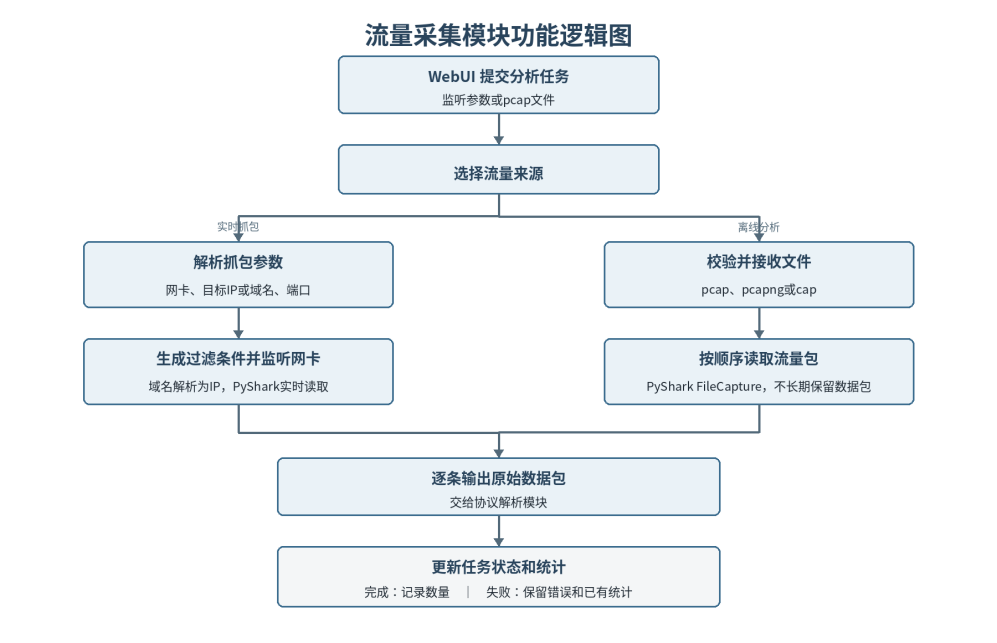 流量采集模块功能逻辑图
WebUI 提交分析任务
监听参数或pcap文件
选择流量来源
实时抓包
离线分析
解析抓包参数
网卡、目标IP或域名、端口
校验并接收文件
pcap、pcapng或cap
生成过滤条件并监听网卡
域名解析为IP，PyShark实时读取
按顺序读取流量包
PyShark FileCapture，不长期保留数据包
逐条输出原始数据包
交给协议解析模块
更新任务状态和统计
完成：记录数量 ｜ 失败：保留错误和已有统计